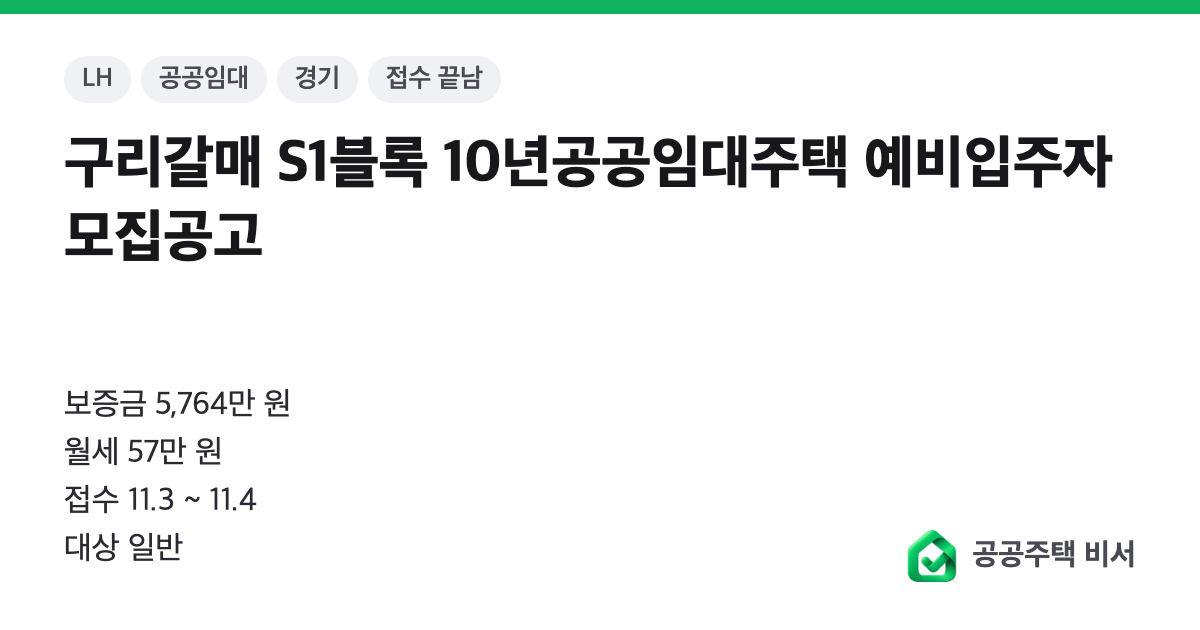 LH 공공임대 경기 접수 끝남
구리갈매 S1블록 10년공공임대주택 예비입주자
모집공고
보증금 5,764만 원
월세 57만 원
접수 11.3 ~ 11.4
대상 일반
공공주택 비서